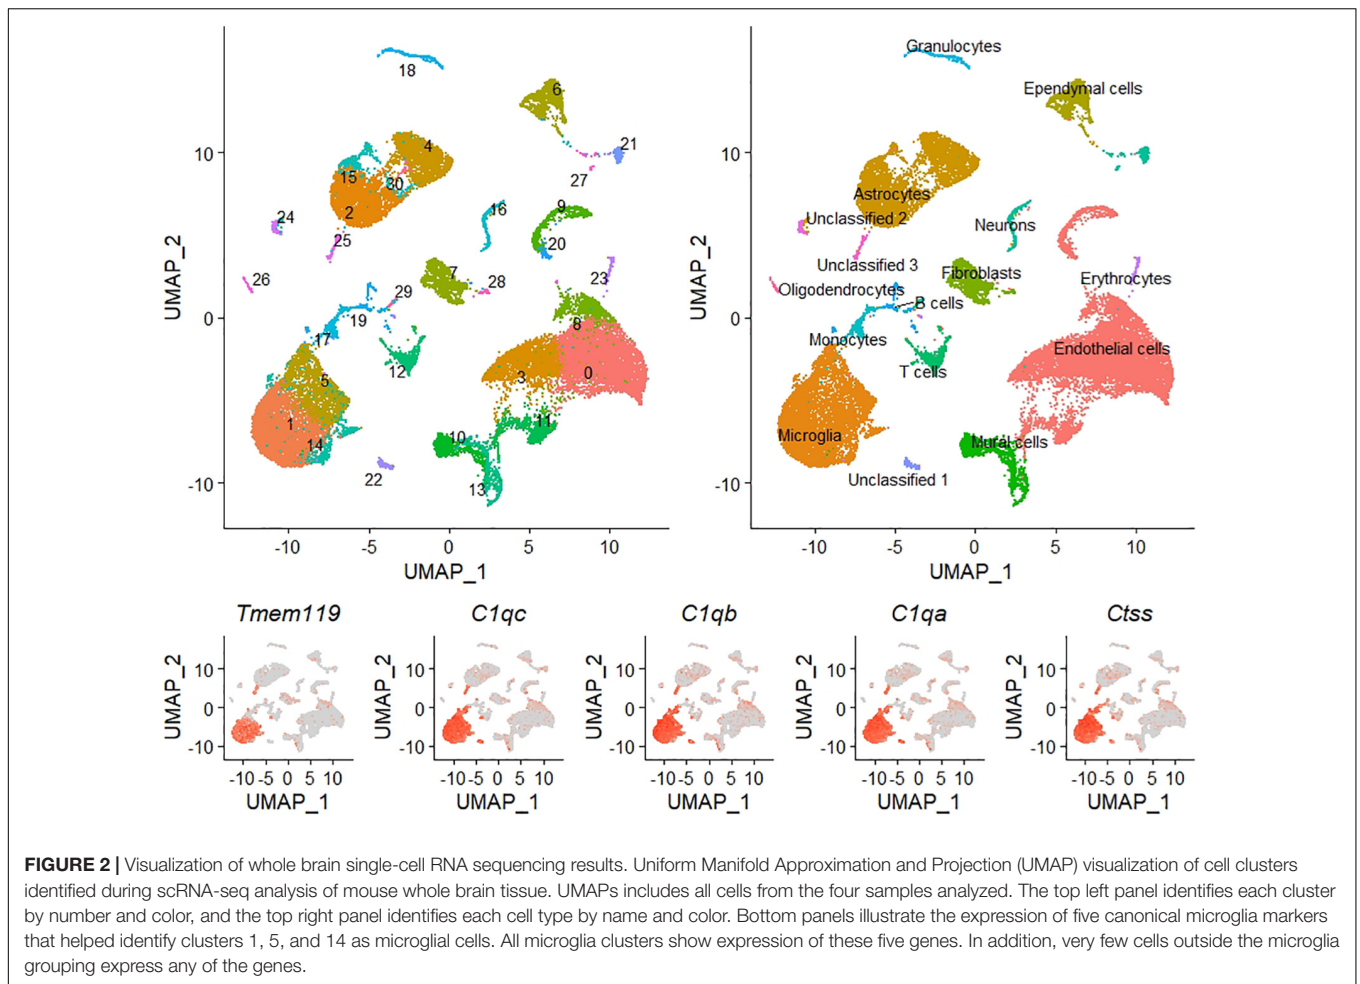 18
6
4
21
15
30
27
2
24
16
9
25
20
26
7
28
23
29
19
17
8
12
5
3
0
1
14
10
11
22
13
10
0
-10
UMAP_2
-10
-5
0
5
10
UMAP_1
Granulocytes
Ependymal cells
Astrocytes
Unclassified 2
Neurons
Unclassified 3
Fibroblasts
Erythrocytes
Oligodendrocytes
B cells
Monocytes
Endothelial cells
T cells
Microglia
Mural cells
Unclassified 1
10
0
-10
UMAP_2
-10
-5
0
5
10
UMAP_1
Tmem119
UMAP_2
10
0
-10
-10 -5 0 5 10
UMAP_1
C1qc
UMAP_2
10
0
-10
-10 -5 0 5 10
UMAP_1
C1qb
UMAP_2
10
0
-10
-10 -5 0 5 10
UMAP_1
C1qa
UMAP_2
10
0
-10
-10 -5 0 5 10
UMAP_1
Ctss
UMAP_2
10
0
-10
-10 -5 0 5 10
UMAP_1
FIGURE 2 | Visualization of whole brain single-cell RNA sequencing results. Uniform Manifold Approximation and Projection (UMAP) visualization of cell clusters
identified during scRNA-seq analysis of mouse whole brain tissue. UMAPs includes all cells from the four samples analyzed. The top left panel identifies each cluster
by number and color, and the top right panel identifies each cell type by name and color. Bottom panels illustrate the expression of five canonical microglia markers
that helped identify clusters 1, 5, and 14 as microglial cells. All microglia clusters show expression of these five genes. In addition, very few cells outside the microglia
grouping express any of the genes.